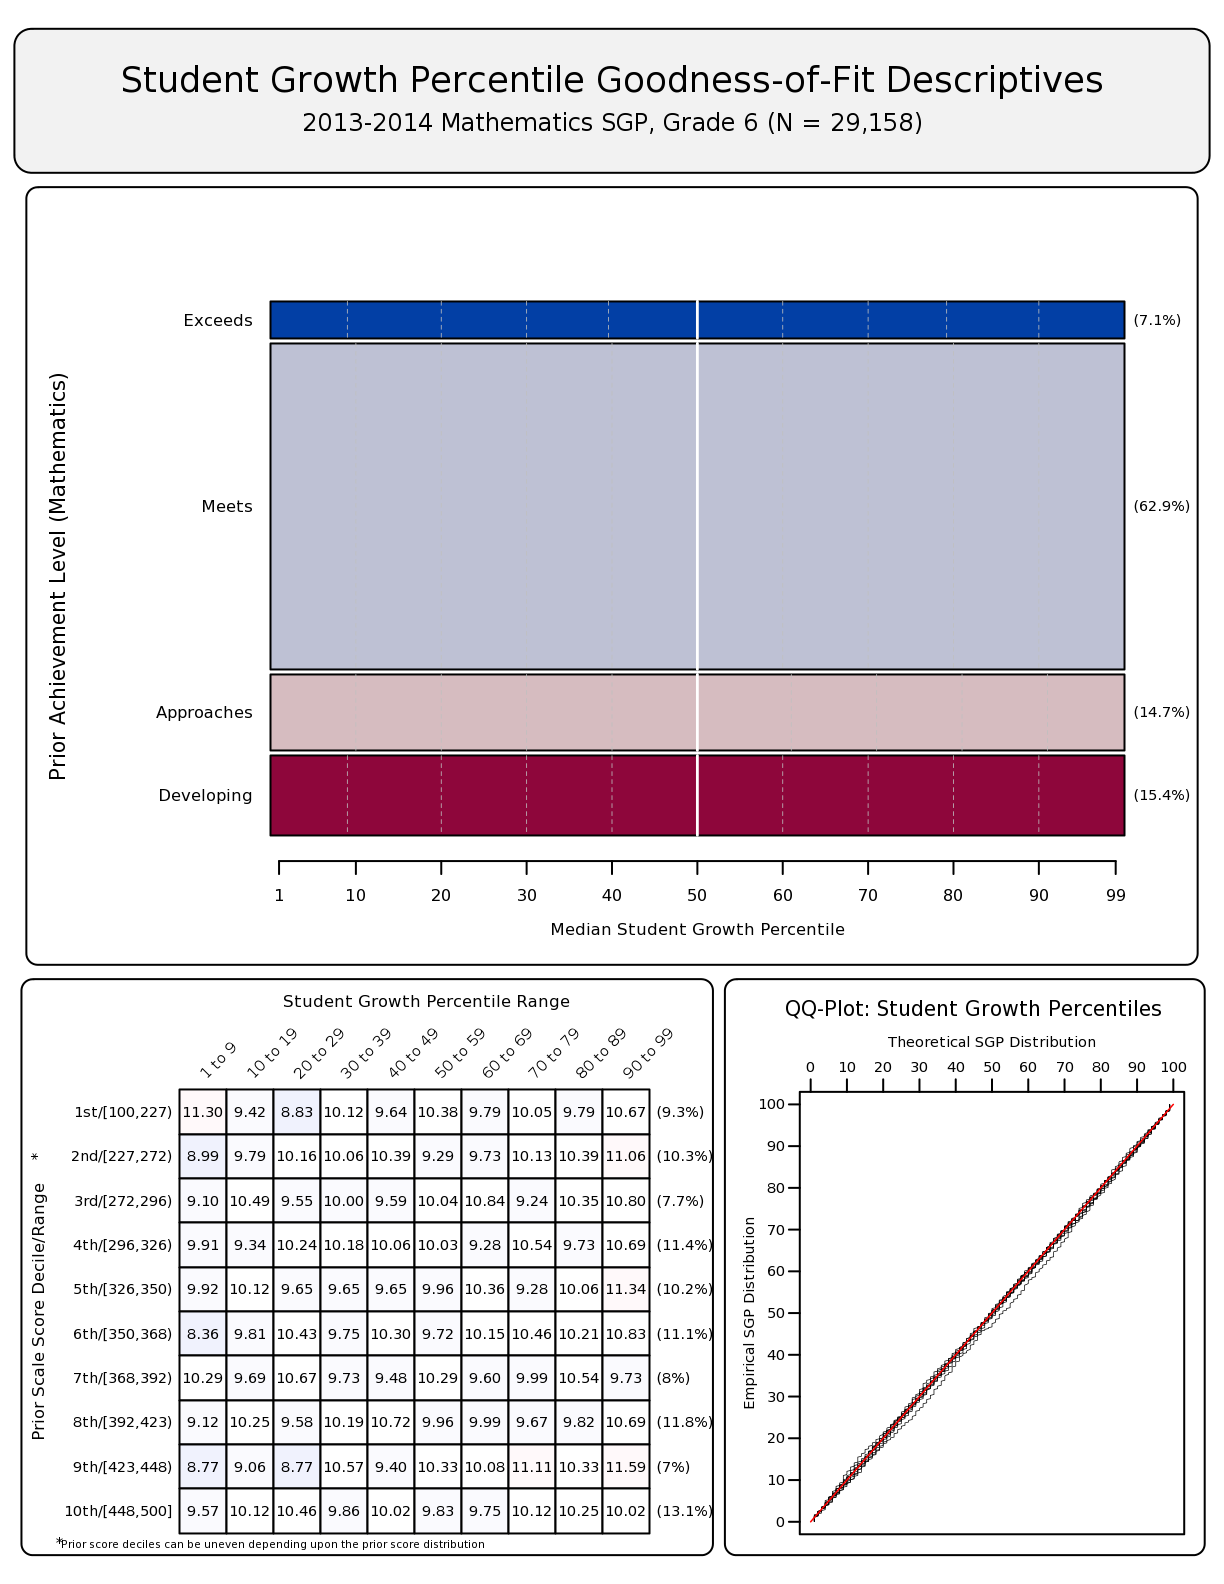 Student Growth Percentile Goodness-of-Fit Descriptives
2013-2014 Mathematics SGP, Grade 6 (N = 29,158)
Prior Achievement Level (Mathematics)
Exceeds (7.1%)
Meets (62.9%)
Approaches (14.7%)
Developing (15.4%)
1 10 20 30 40 50 60 70 80 90 99
Median Student Growth Percentile
Student Growth Percentile Range
1 to 9 10 to 19 20 to 29 30 to 39 40 to 49 50 to 59 60 to 69 70 to 79 80 to 89 90 to 99
Prior Scale Score Decile/Range *
1st/[100,227) 11.30 9.42 8.83 10.12 9.64 10.38 9.79 10.05 9.79 10.67 (9.3%)
2nd/[227,272) 8.99 9.79 10.16 10.06 10.39 9.29 9.73 10.13 10.39 11.06 (10.3%)
3rd/[272,296) 9.10 10.49 9.55 10.00 9.59 10.04 10.84 9.24 10.35 10.80 (7.7%)
4th/[296,326) 9.91 9.34 10.24 10.18 10.06 10.03 9.28 10.54 9.73 10.69 (11.4%)
5th/[326,350) 9.92 10.12 9.65 9.65 9.65 9.96 10.36 9.28 10.06 11.34 (10.2%)
6th/[350,368) 8.36 9.81 10.43 9.75 10.30 9.72 10.15 10.46 10.21 10.83 (11.1%)
7th/[368,392) 10.29 9.69 10.67 9.73 9.48 10.29 9.60 9.99 10.54 9.73 (8%)
8th/[392,423) 9.12 10.25 9.58 10.19 10.72 9.96 9.99 9.67 9.82 10.69 (11.8%)
9th/[423,448) 8.77 9.06 8.77 10.57 9.40 10.33 10.08 11.11 10.33 11.59 (7%)
10th/[448,500] 9.57 10.12 10.46 9.86 10.02 9.83 9.75 10.12 10.25 10.02 (13.1%)
*Prior score deciles can be uneven depending upon the prior score distribution
QQ-Plot: Student Growth Percentiles
Theoretical SGP Distribution
0 10 20 30 40 50 60 70 80 90 100
Empirical SGP Distribution
100
90
80
70
60
50
40
30
20
10
0